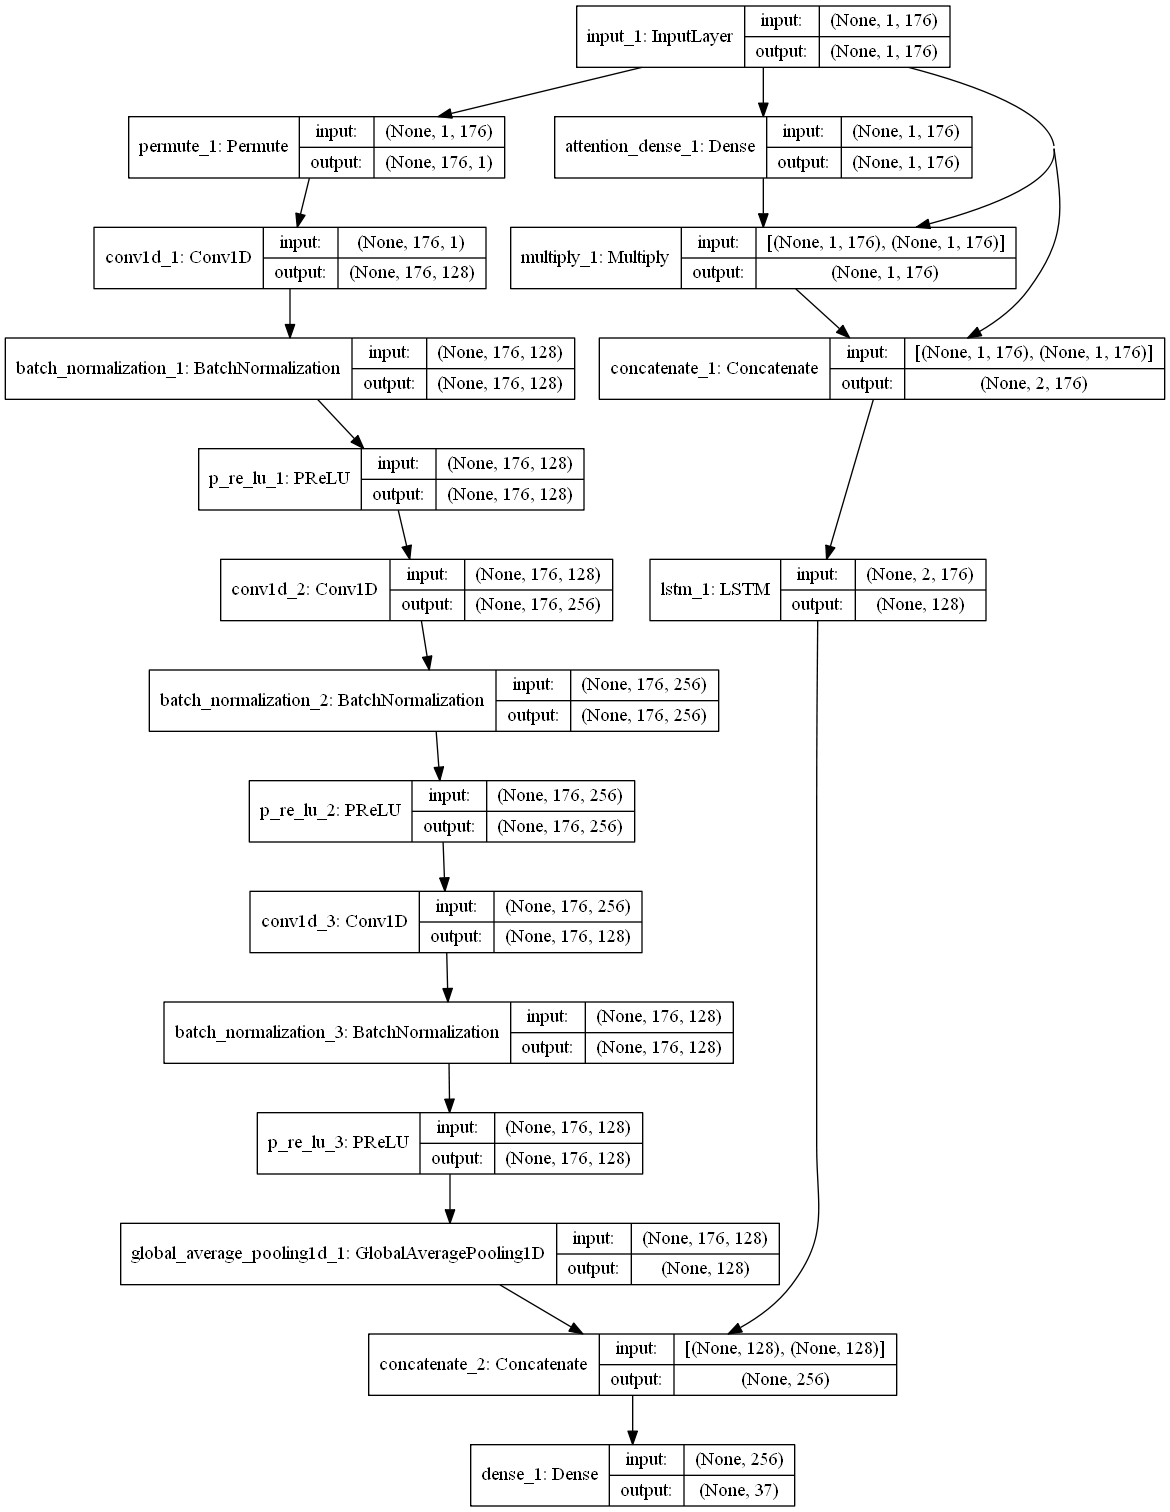 input_1: InputLayer
input: (None, 1, 176)
output: (None, 1, 176)
permute_1: Permute
input: (None, 1, 176)
output: (None, 176, 1)
attention_dense_1: Dense
input: (None, 1, 176)
output: (None, 1, 176)
conv1d_1: Conv1D
input: (None, 176, 1)
output: (None, 176, 128)
multiply_1: Multiply
input: [(None, 1, 176), (None, 1, 176)]
output: (None, 1, 176)
batch_normalization_1: BatchNormalization
input: (None, 176, 128)
output: (None, 176, 128)
concatenate_1: Concatenate
input: [(None, 1, 176), (None, 1, 176)]
output: (None, 2, 176)
p_re_lu_1: PReLU
input: (None, 176, 128)
output: (None, 176, 128)
conv1d_2: Conv1D
input: (None, 176, 128)
output: (None, 176, 256)
lstm_1: LSTM
input: (None, 2, 176)
output: (None, 128)
batch_normalization_2: BatchNormalization
input: (None, 176, 256)
output: (None, 176, 256)
p_re_lu_2: PReLU
input: (None, 176, 256)
output: (None, 176, 256)
conv1d_3: Conv1D
input: (None, 176, 256)
output: (None, 176, 128)
batch_normalization_3: BatchNormalization
input: (None, 176, 128)
output: (None, 176, 128)
p_re_lu_3: PReLU
input: (None, 176, 128)
output: (None, 176, 128)
global_average_pooling1d_1: GlobalAveragePooling1D
input: (None, 176, 128)
output: (None, 128)
concatenate_2: Concatenate
input: [(None, 128), (None, 128)]
output: (None, 256)
dense_1: Dense
input: (None, 256)
output: (None, 37)